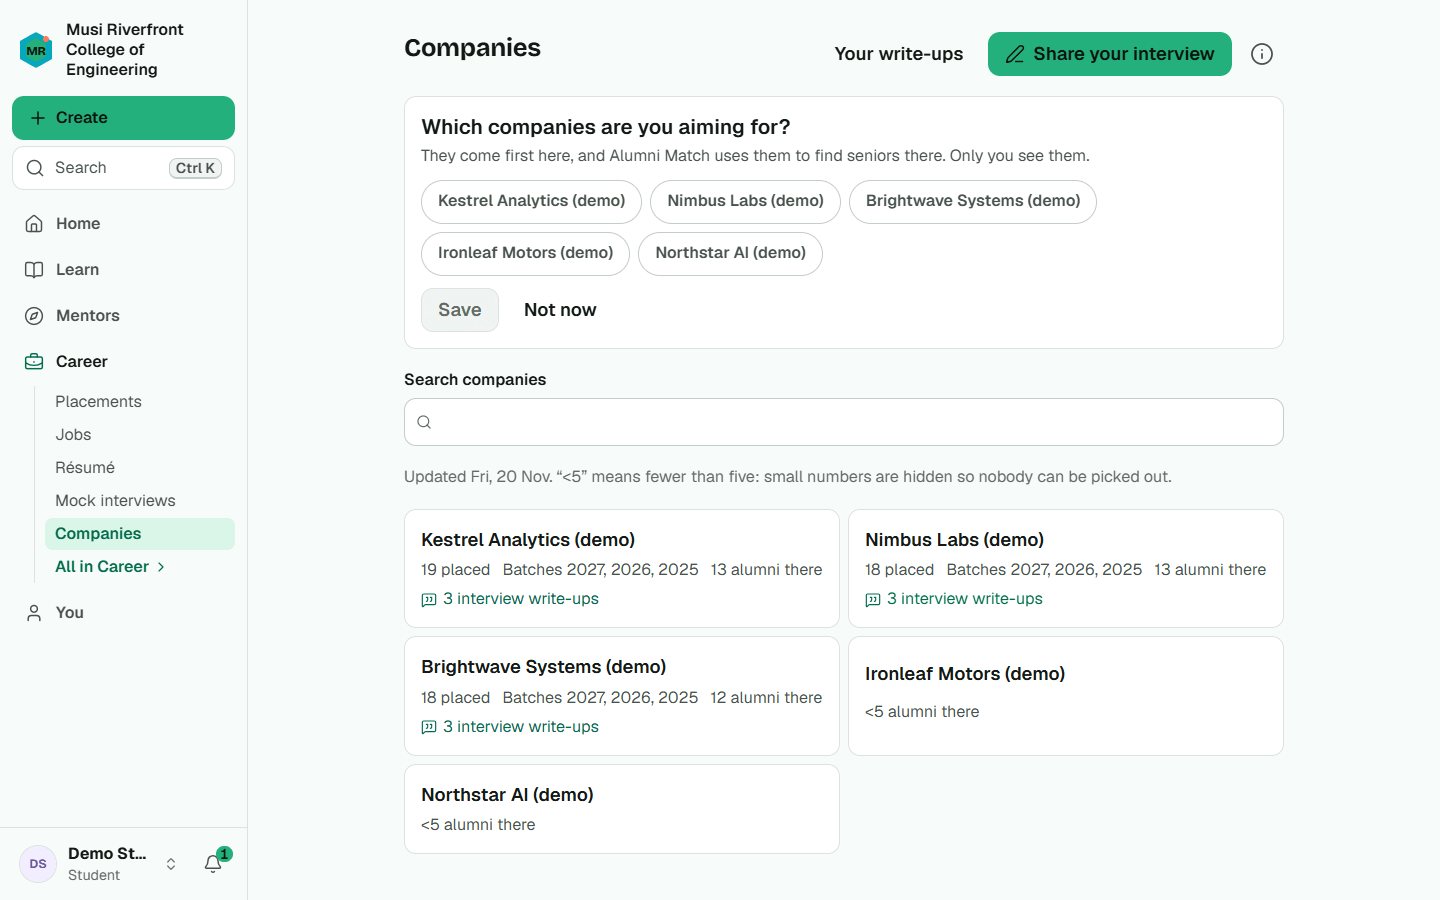 MR
Musi Riverfront
College of
Engineering
Create
Search
Ctrl K
Home
Learn
Mentors
Career
Placements
Jobs
Résumé
Mock interviews
Companies
All in Career
You
DS
Demo St...
Student
1
Companies
Your write-ups
Share your interview
Which companies are you aiming for?
They come first here, and Alumni Match uses them to find seniors there. Only you see them.
Kestrel Analytics (demo)
Nimbus Labs (demo)
Brightwave Systems (demo)
Ironleaf Motors (demo)
Northstar AI (demo)
Save
Not now
Search companies
Updated Fri, 20 Nov. “<5” means fewer than five: small numbers are hidden so nobody can be picked out.
Kestrel Analytics (demo)
19 placed Batches 2027, 2026, 2025 13 alumni there
3 interview write-ups
Nimbus Labs (demo)
18 placed Batches 2027, 2026, 2025 13 alumni there
3 interview write-ups
Brightwave Systems (demo)
18 placed Batches 2027, 2026, 2025 12 alumni there
3 interview write-ups
Ironleaf Motors (demo)
<5 alumni there
Northstar AI (demo)
<5 alumni there